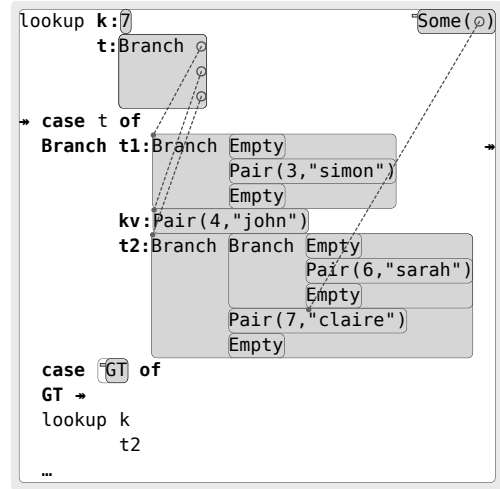 lookup k:7 Some( )
t:Branch
↠ case t of
Branch t1:Branch Empty ↠
Pair(3,"simon")
Empty
kv:Pair(4,"john")
t2:Branch Branch Empty
Pair(6,"sarah")
Empty
Pair(7,"claire")
Empty
case GT of
GT ↠
lookup k
t2
…